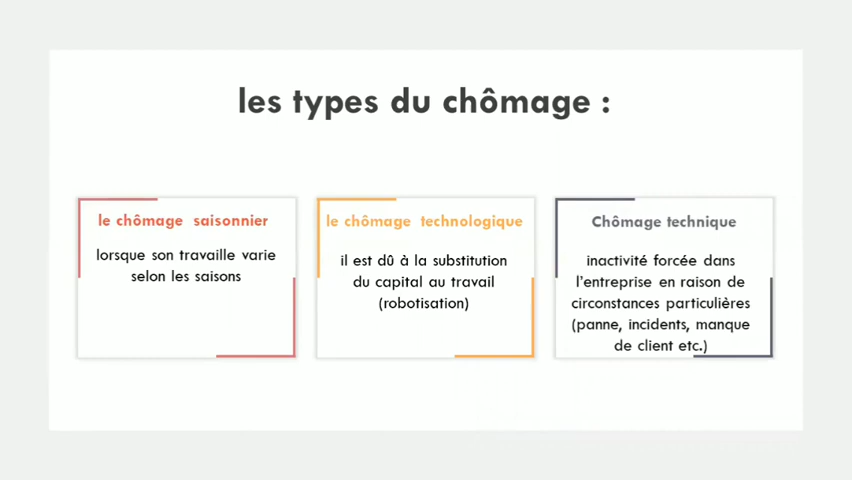 les types du chômage :
le chômage saisonnier
lorsque son travaille varie
selon les saisons
le chômage technologique
il est dû à la substitution
du capital au travail
(robotisation)
Chômage technique
inactivité forcée dans
l'entreprise en raison de
circonstances particulières
(panne, incidents, manque
de client etc.)